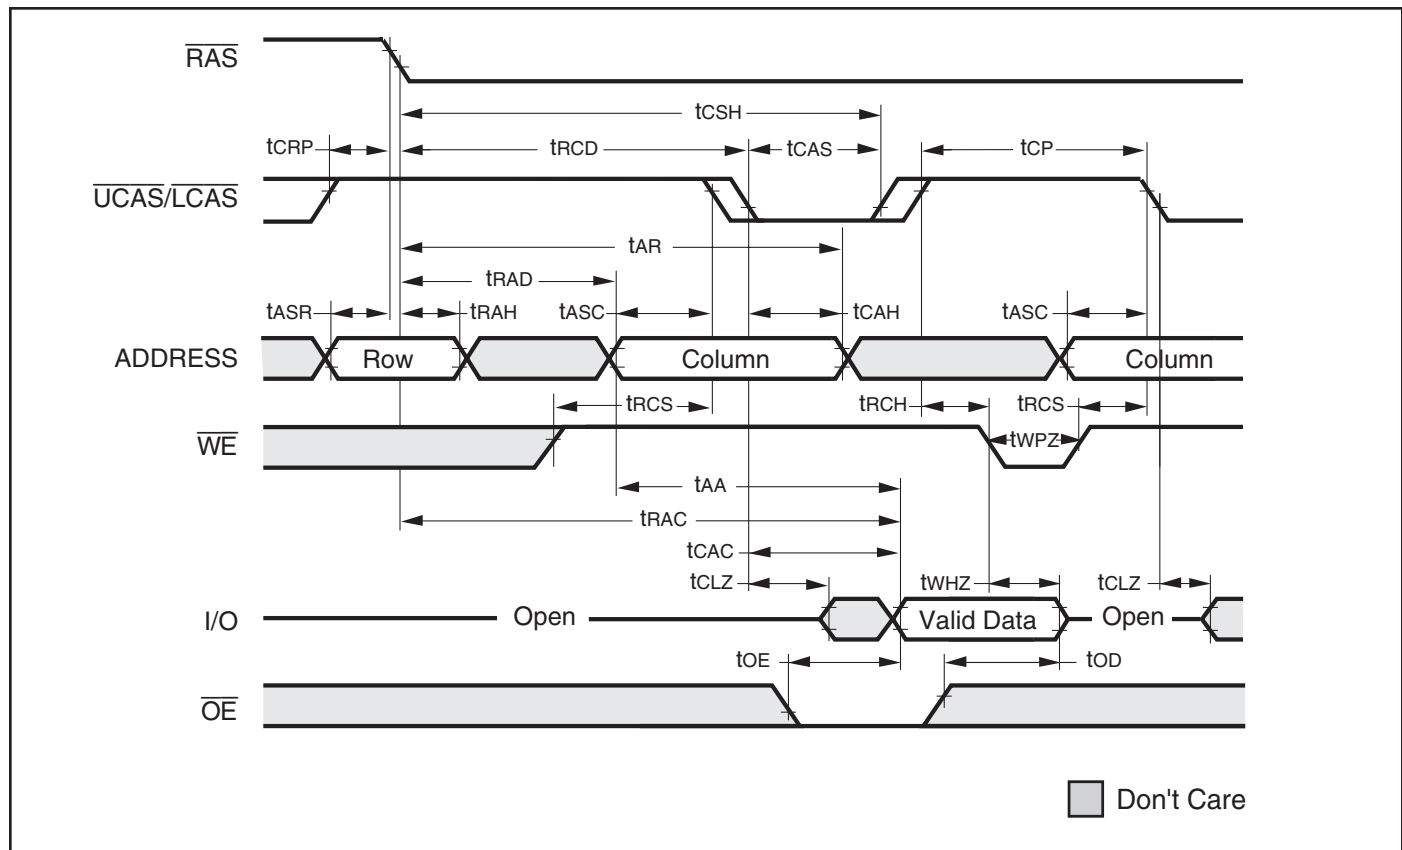 RAS
tCSH
tCRP
tRCD
tCAS
tCP
UCAS/LCAS
tAR
tRAD
tASR
tRAH
tASC
tCAH
tASC
ADDRESS
Row
Column
Column
tRCS
tRCH
tRCS
WE
tWPZ
tAA
tRAC
tCAC
tCLZ
tWHZ
tCLZ
I/O
Open
Valid Data
Open
tOE
tOD
OE
Don't Care